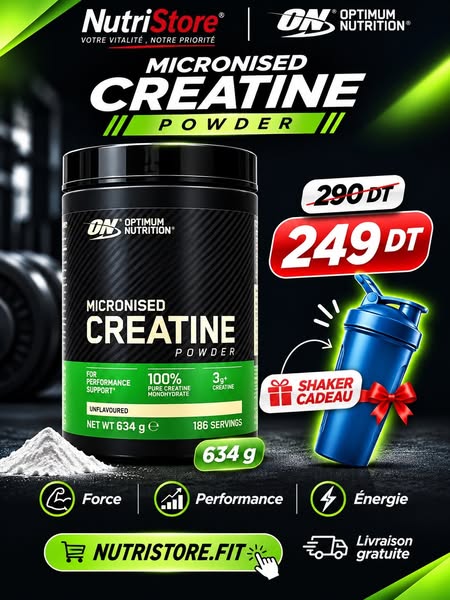 NutriStore®
VOTRE VITALITÉ , NOTRE PRIORITÉ
ON® OPTIMUM
NUTRITION®
MICRONISED
CREATINE
POWDER
290 DT
249 DT
ON® OPTIMUM
NUTRITION®
MICRONISED
CREATINE
POWDER
FOR
PERFORMANCE
SUPPORT*
100%
PURE CREATINE
MONOHYDRATE
3g+
CREATINE
UNFLAVOURED
NET WT 634 g e
186 SERVINGS
634 g
SHAKER
CADEAU
Force
Performance
Énergie
NUTRISTORE.FIT
Livraison
gratuite